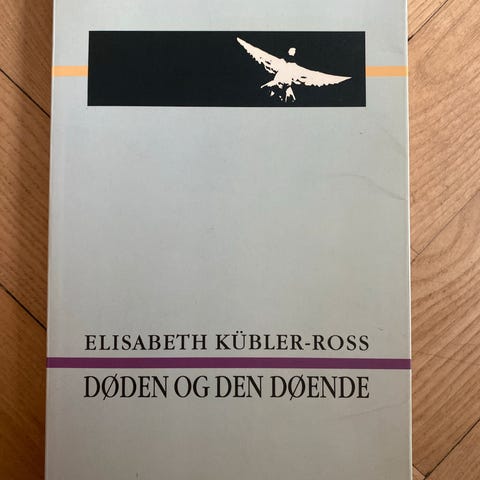 ELISABETH KÜBLER-ROSS
DØDEN OG DEN DØENDE